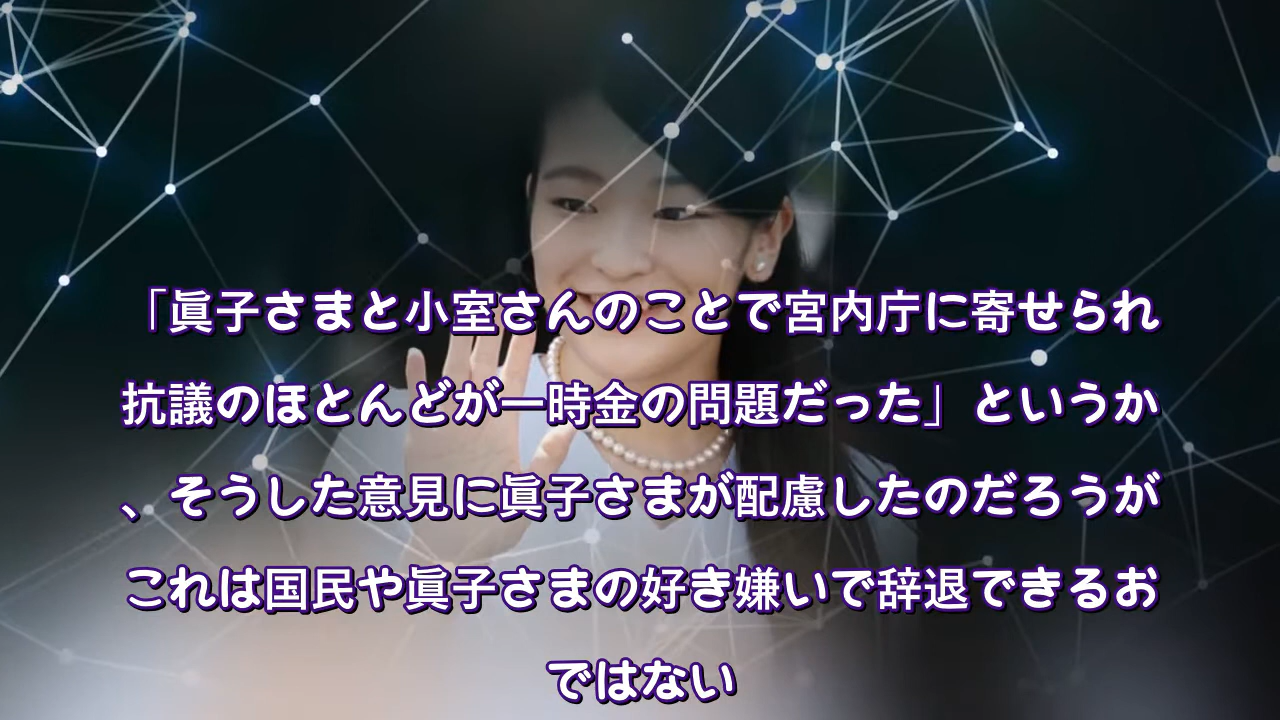 「眞子さまと小室さんのことで宮内庁に寄せられ
抗議のほとんどが一時金の問題だった」というか
、そうした意見に眞子さまが配慮したのだろうが
これは国民や眞子さまの好き嫌いで辞退できるお
ではない